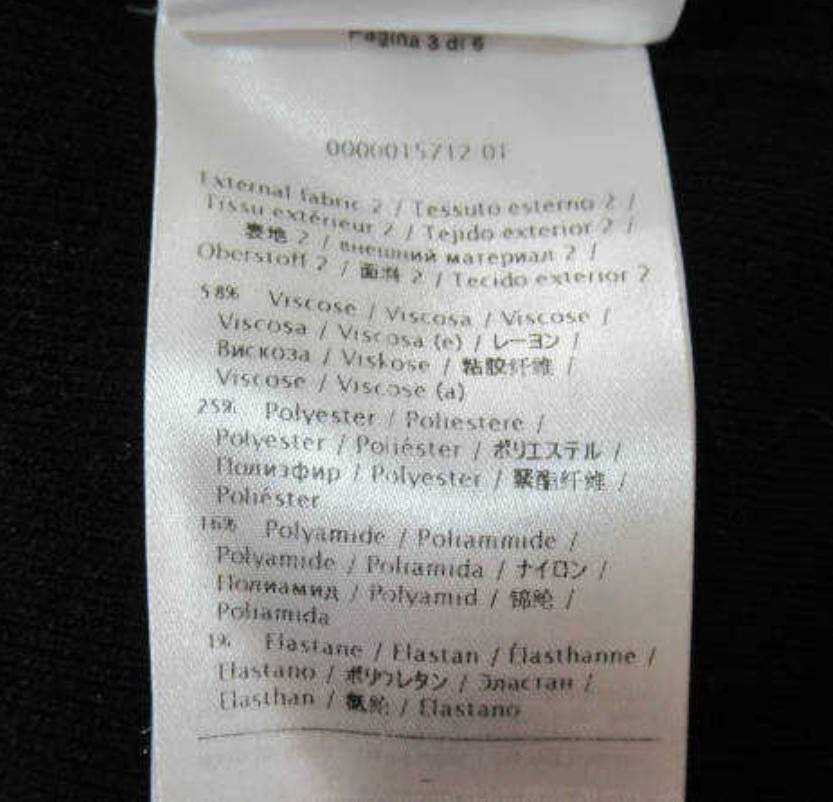 Pagina 3 di 6
0000015712 01
External fabric 2 / Tessuto esterno 2 /
Tissu extérieur 2 / Tejido exterior 2 /
表地 2 / внешний материал 2 /
Oberstoff 2 / 面料 2 / Tecido exterior 2
58% Viscose / Viscosa / Viscose /
Viscosa / Viscosa (e) / レーヨン /
Вискоза / Viskose / 粘胶纤维 /
Viscose / Viscose (a)
25% Polyester / Poliestere /
Polyester / Poliéster / ポリエステル /
Полиэфир / Polyester / 聚酯纤维 /
Poliéster
16% Polyamide / Poliammide /
Polyamide / Poliamida / ナイロン /
Полиамид / Polyamid / 锦纶 /
Poliamida
1% Elastane / Elastan / Élasthanne /
Elastano / ポリウレタン / Эластан /
Elasthan / 氨纶 / Elastano